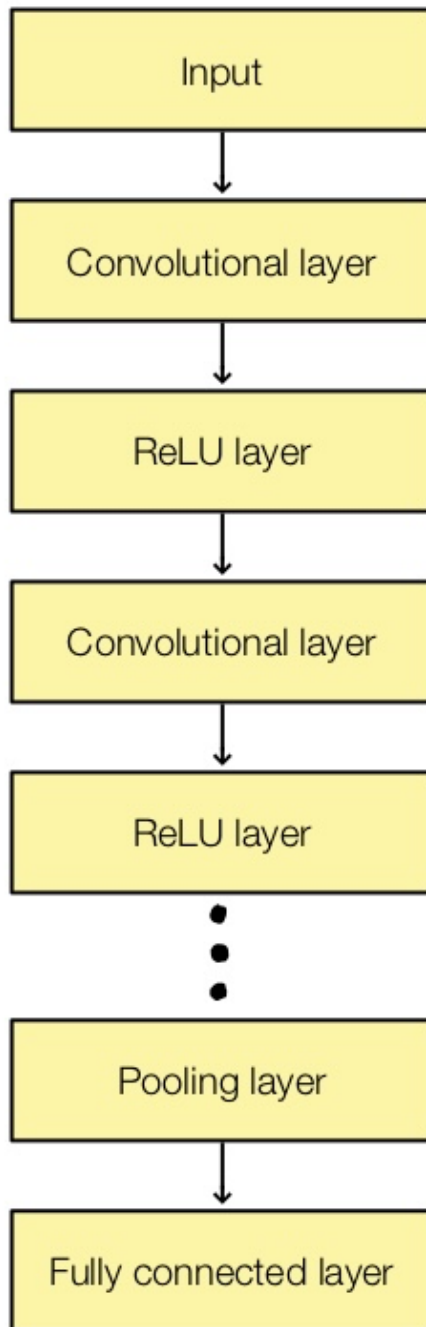 Input
Convolutional layer
ReLU layer
Convolutional layer
ReLU layer
Pooling layer
Fully connected layer